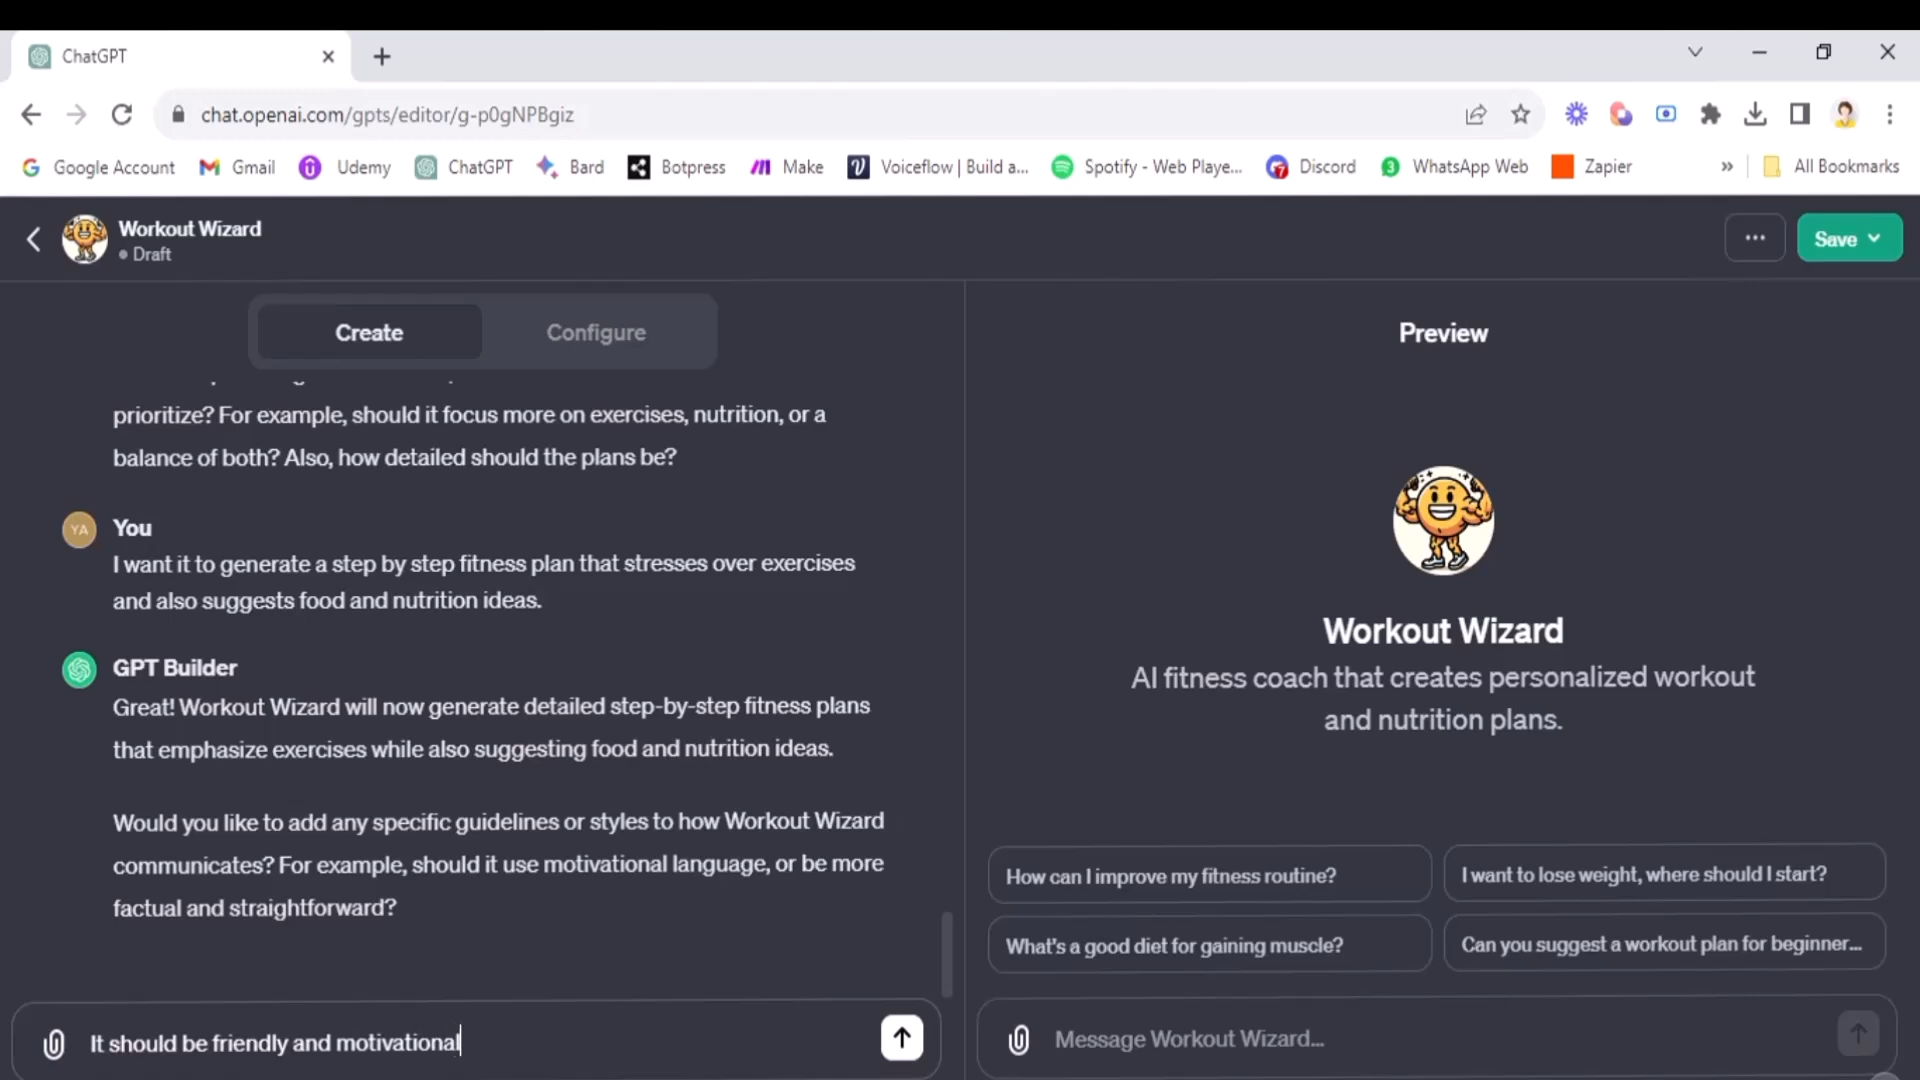 ChatGPT
chat.openai.com/gpts/editor/g-p0gNPBgiz
Google Account Gmail Udemy ChatGPT Bard Botpress Make Voiceflow | Build a... Spotify - Web Playe... 7 Discord 3 WhatsApp Web Zapier » All Bookmarks
Workout Wizard
Draft
Save
Create Configure
Preview
prioritize? For example, should it focus more on exercises, nutrition, or a
balance of both? Also, how detailed should the plans be?
YA You
I want it to generate a step by step fitness plan that stresses over exercises
and also suggests food and nutrition ideas.
GPT Builder
Great! Workout Wizard will now generate detailed step-by-step fitness plans
that emphasize exercises while also suggesting food and nutrition ideas.
Would you like to add any specific guidelines or styles to how Workout Wizard
communicates? For example, should it use motivational language, or be more
factual and straightforward?
It should be friendly and motivational
Workout Wizard
AI fitness coach that creates personalized workout
and nutrition plans.
How can I improve my fitness routine?
I want to lose weight, where should I start?
What's a good diet for gaining muscle?
Can you suggest a workout plan for beginner...
Message Workout Wizard...